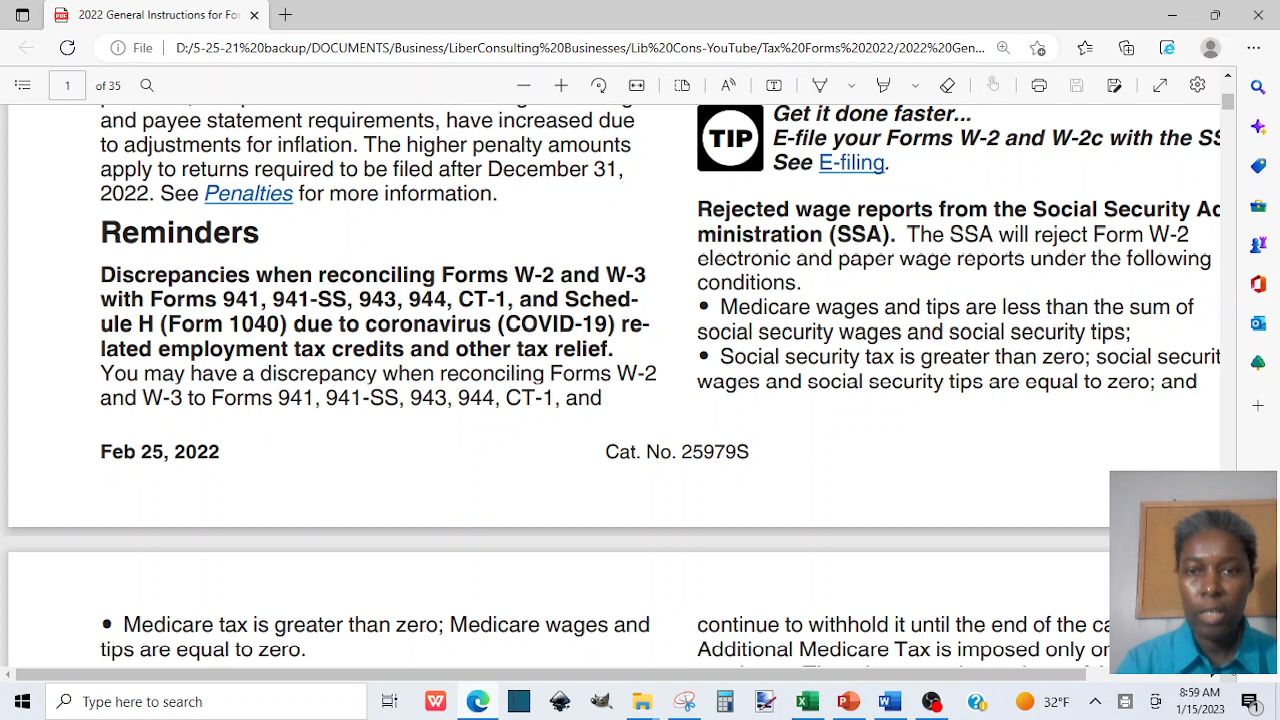 2022 General Instructions for For
File
D:/5-25-21%20backup/DOCUMENTS/Business/LiberConsulting%20Businesses/Lib%20Cons-YouTube/Tax%20Forms%202022/2022%20Gen...
1 of 35
and payee statement requirements, have increased due
to adjustments for inflation. The higher penalty amounts
apply to returns required to be filed after December 31,
2022. See Penalties for more information.
Reminders
Discrepancies when reconciling Forms W-2 and W-3
with Forms 941, 941-SS, 943, 944, CT-1, and Sched-
ule H (Form 1040) due to coronavirus (COVID-19) re-
lated employment tax credits and other tax relief.
You may have a discrepancy when reconciling Forms W-2
and W-3 to Forms 941, 941-SS, 943, 944, CT-1, and
TIP
Get it done faster...
E-file your Forms W-2 and W-2c with the SS
See E-filing.
Rejected wage reports from the Social Security Ad
ministration (SSA). The SSA will reject Form W-2
electronic and paper wage reports under the following
conditions.
• Medicare wages and tips are less than the sum of
social security wages and social security tips;
• Social security tax is greater than zero; social securit
wages and social security tips are equal to zero; and
Feb 25, 2022
Cat. No. 25979S
• Medicare tax is greater than zero; Medicare wages and
tips are equal to zero.
continue to withhold it until the end of the ca
Additional Medicare Tax is imposed only on
Type here to search
32°F
8:59 AM
1/15/2023